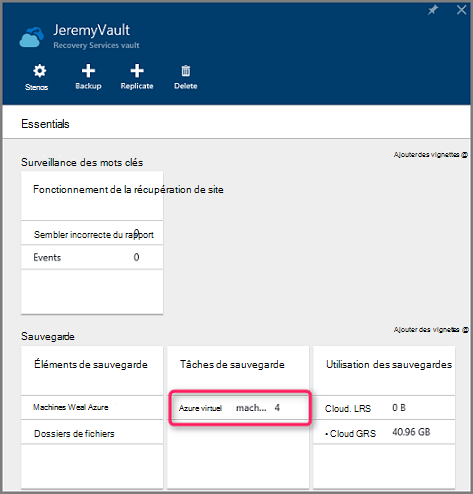 JeremyVault
Recovery Services vault
Stenos Backup Replicate Delete
Essentials
Ajouter des vignettes
Surveillance des mots clés
Fonctionnement de la récupération de site
Sembler incorrecte du rapport 0
Events 0
Ajouter des vignettes
Sauvegarde
Éléments de sauvegarde
Machines Weal Azure
Dossiers de fichiers
Tâches de sauvegarde
Azure virtuel mach... 4
Utilisation des sauvegardes
Cloud. LRS 0 B
• Cloud GRS 40.96 GB